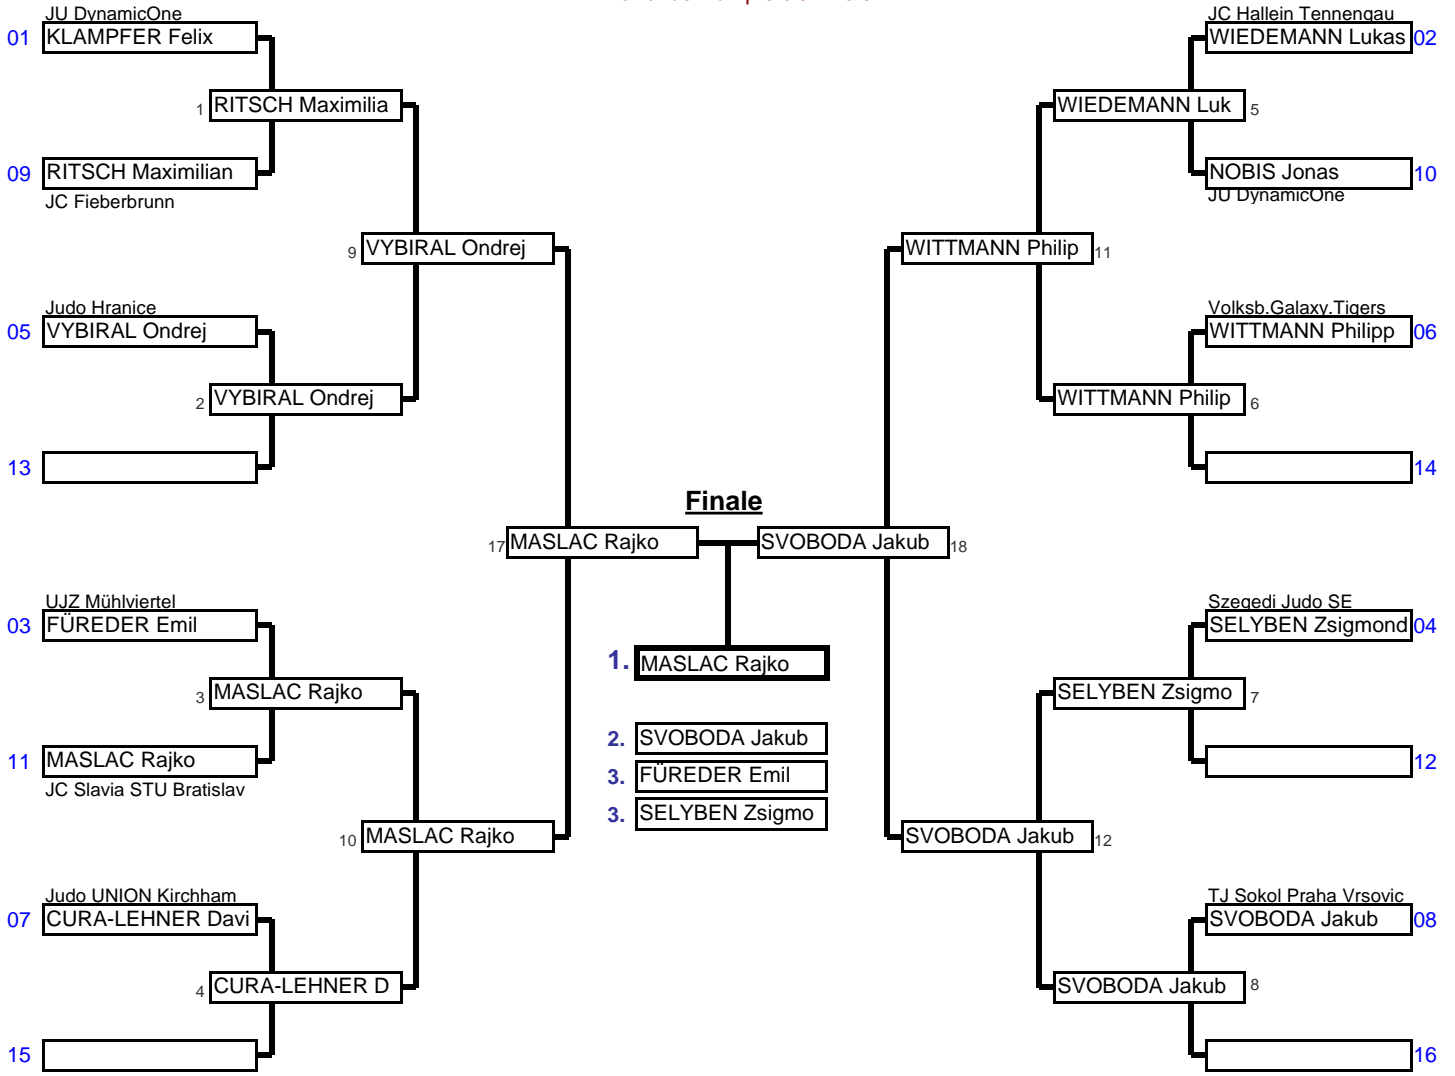 JU DynamicOne
01 KLAMPFER Felix
1 RITSCH Maximilia
09 RITSCH Maximilian
JC Fieberbrunn
9 VYBIRAL Ondrej
Judo Hranice
05 VYBIRAL Ondrej
2 VYBIRAL Ondrej
13
17 MASLAC Rajko
UJZ Mühlviertel
03 FÜREDER Emil
3 MASLAC Rajko
11 MASLAC Rajko
JC Slavia STU Bratislav
10 MASLAC Rajko
Judo UNION Kirchham
07 CURA-LEHNER Davi
4 CURA-LEHNER D
15
Finale
1. MASLAC Rajko
2. SVOBODA Jakub
3. FÜREDER Emil
3. SELYBEN Zsigmo
JC Hallein Tennengau
WIEDEMANN Lukas 02
WIEDEMANN Luk 5
NOBIS Jonas 10
JU DynamicOne
WITTMANN Philip 11
Volksb.Galaxy.Tigers
WITTMANN Philipp 06
WITTMANN Philip 6
14
SVOBODA Jakub 18
Szegedi Judo SE
SELYBEN Zsigmond 04
SELYBEN Zsigmo 7
12
SVOBODA Jakub 12
TJ Sokol Praha Vrsovic
SVOBODA Jakub 08
SVOBODA Jakub 8
16